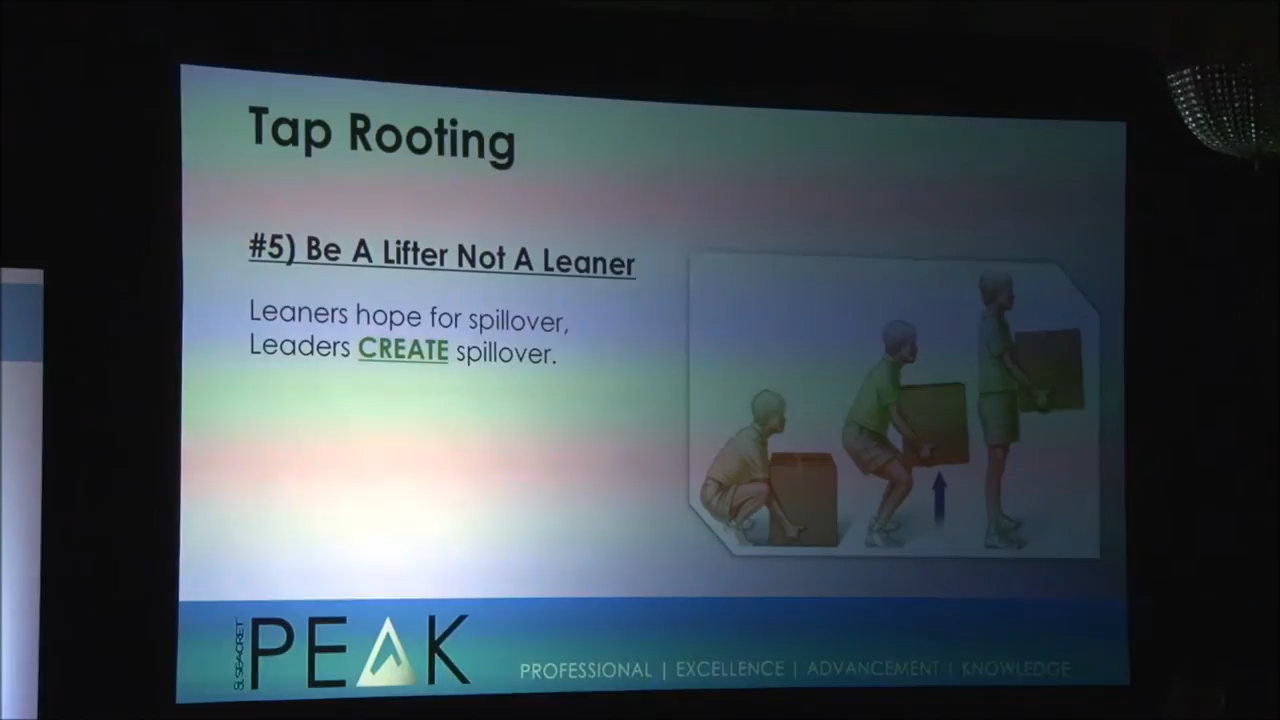 Tap Rooting
#5) Be A Lifter Not A Leaner
Leaners hope for spillover,
Leaders CREATE spillover.
SEACRET
PEAK
PROFESSIONAL | EXCELLENCE | ADVANCEMENT | KNOWLEDGE